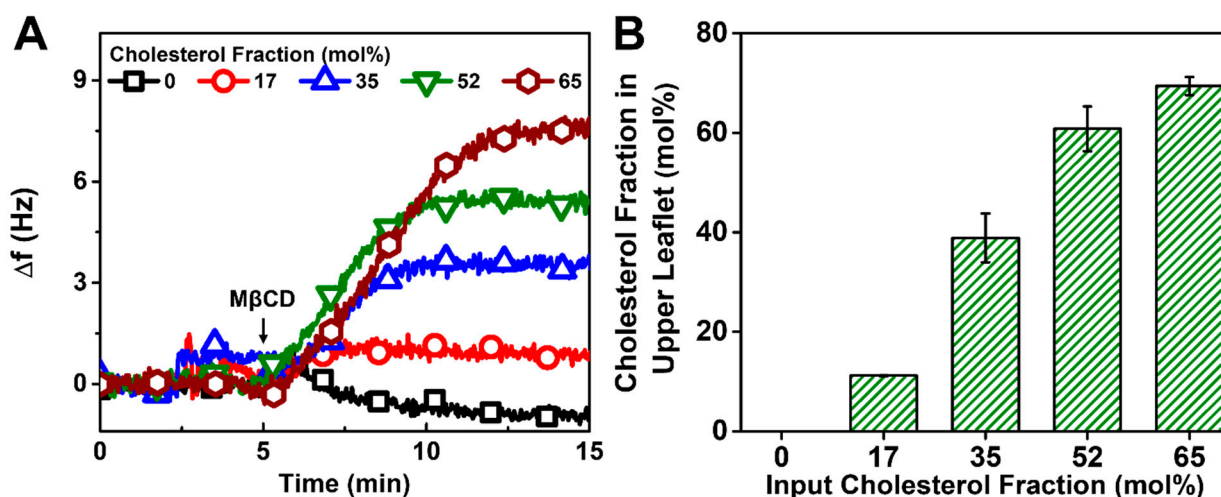 A
Cholesterol Fraction (mol%)
0 17 35 52 65
MβCD
Δf (Hz)
9
6
3
0
0 5 10 15
Time (min)
B
Cholesterol Fraction in
Upper Leaflet (mol%)
80
60
40
20
0
0 17 35 52 65
Input Cholesterol Fraction (mol%)